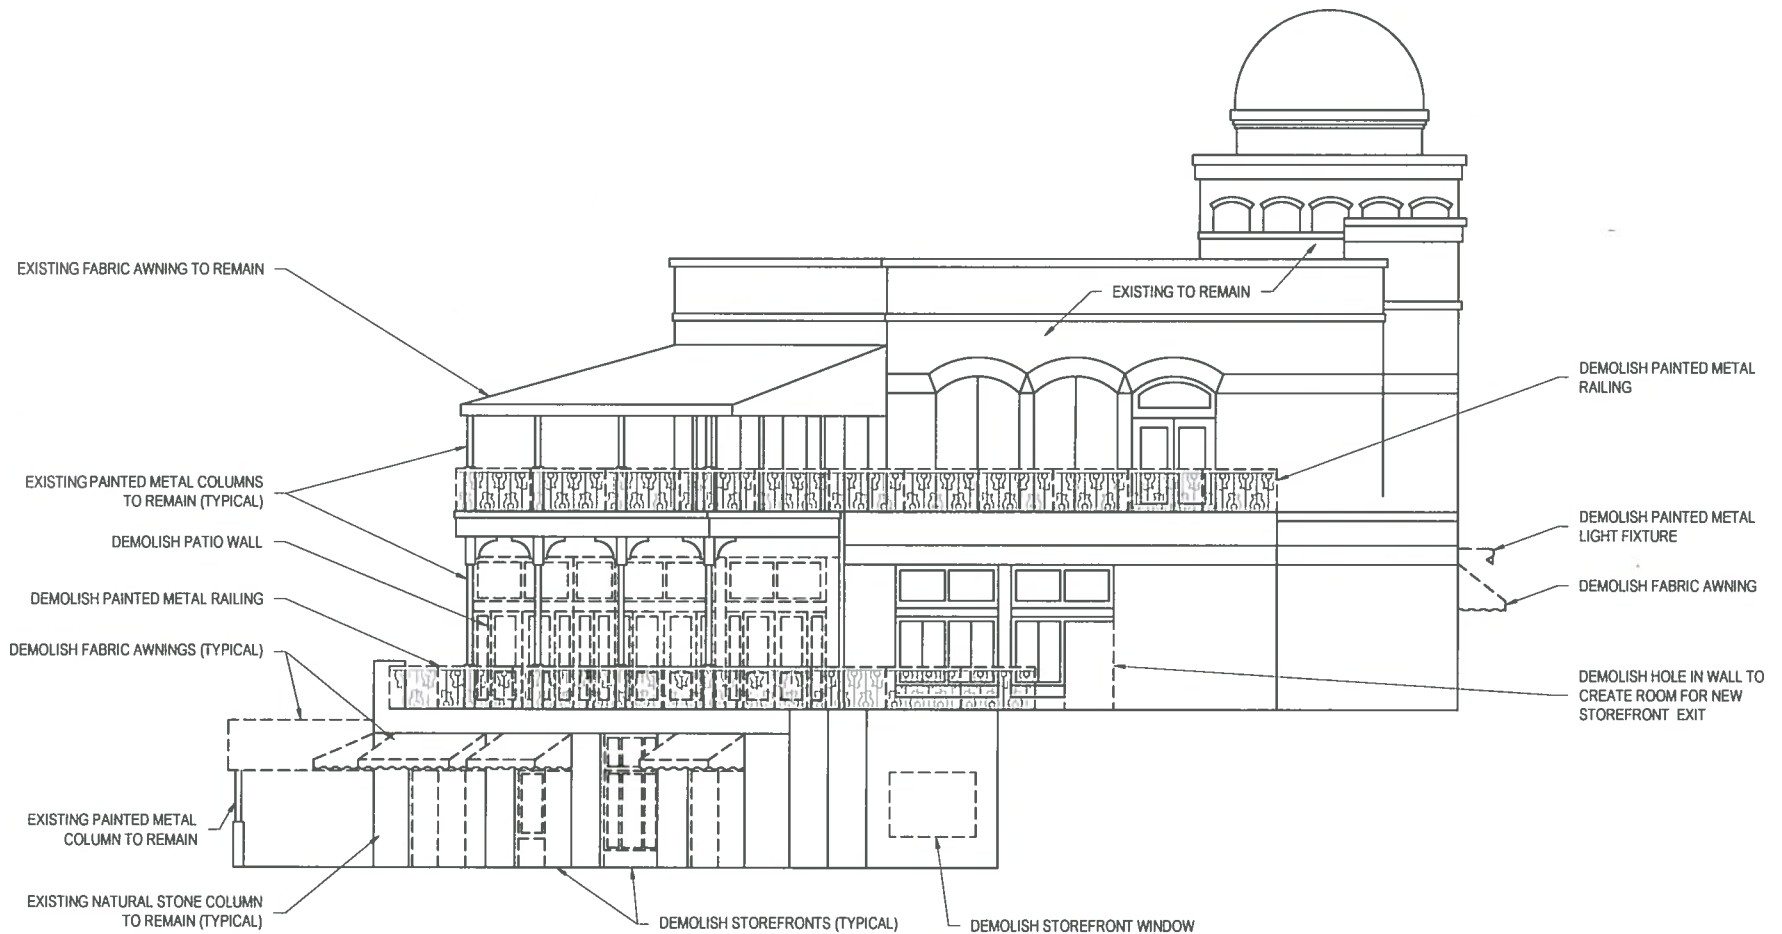 EXISTING FABRIC AWNING TO REMAIN
EXISTING TO REMAIN
DEMOLISH PAINTED METAL
RAILING
EXISTING PAINTED METAL COLUMNS
TO REMAIN (TYPICAL)
DEMOLISH PATIO WALL
DEMOLISH PAINTED METAL
LIGHT FIXTURE
DEMOLISH FABRIC AWNING
DEMOLISH PAINTED METAL RAILING
DEMOLISH FABRIC AWNINGS (TYPICAL)
DEMOLISH HOLE IN WALL TO
CREATE ROOM FOR NEW
STOREFRONT EXIT
EXISTING PAINTED METAL
COLUMN TO REMAIN
EXISTING NATURAL STONE COLUMN
TO REMAIN (TYPICAL)
DEMOLISH STOREFRONTS (TYPICAL)
DEMOLISH STOREFRONT WINDOW